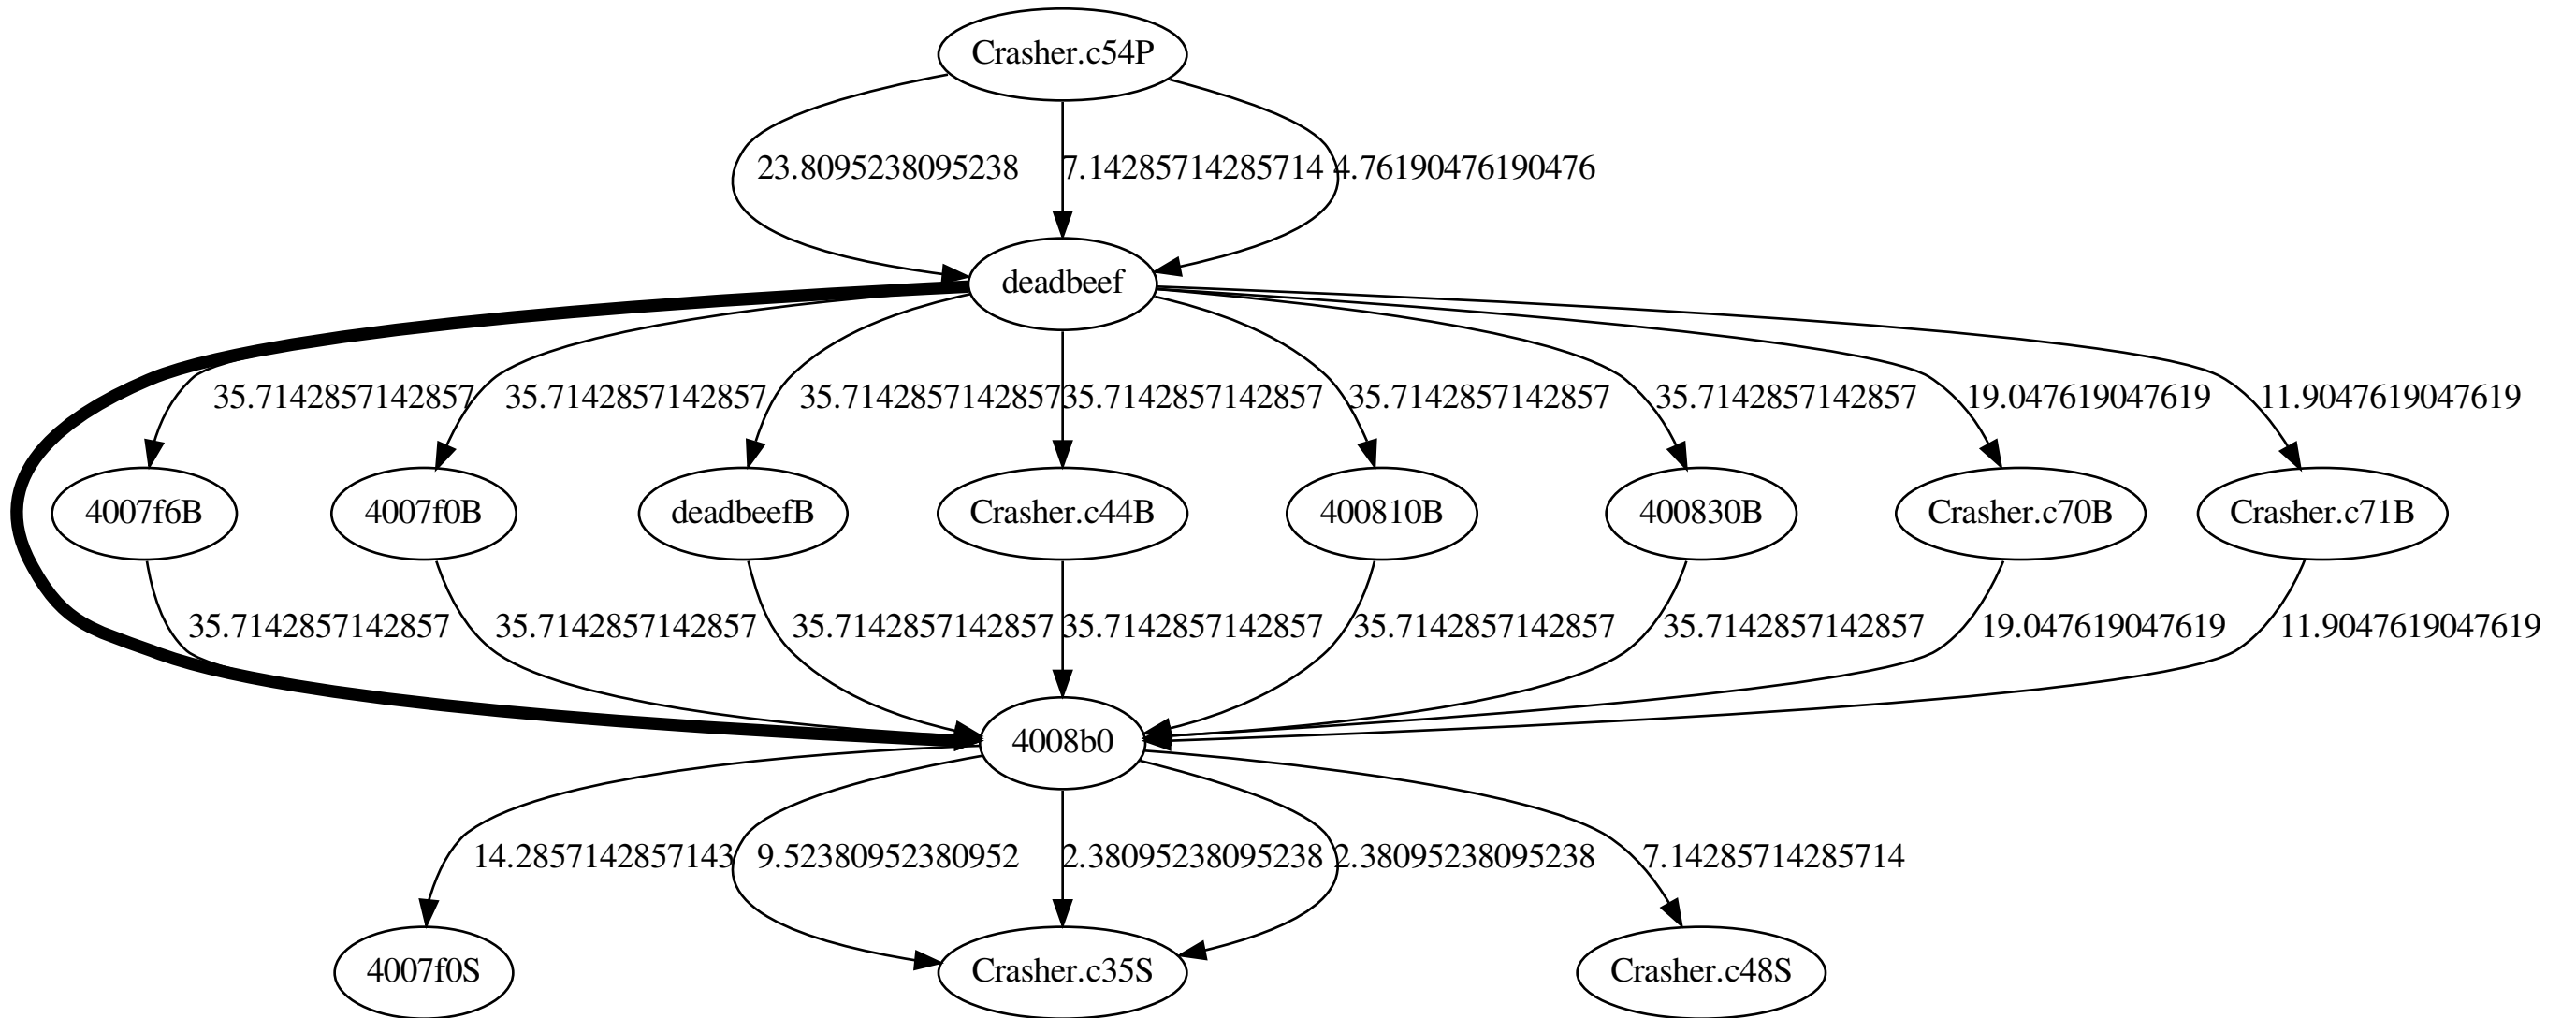 Crasher.c54P
23.8095238095238 7.14285714285714 4.76190476190476
deadbeef
35.7142857142857 35.7142857142857 35.7142857142857 35.7142857142857 35.7142857142857 35.7142857142857 19.047619047619 11.9047619047619
4007f6B 4007f0B deadbeefB Crasher.c44B 400810B 400830B Crasher.c70B Crasher.c71B
35.7142857142857 35.7142857142857 35.7142857142857 35.7142857142857 35.7142857142857 35.7142857142857 19.047619047619 11.9047619047619
4008b0
14.2857142857143 9.52380952380952 2.38095238095238 2.38095238095238 7.14285714285714
4007f0S Crasher.c35S Crasher.c48S